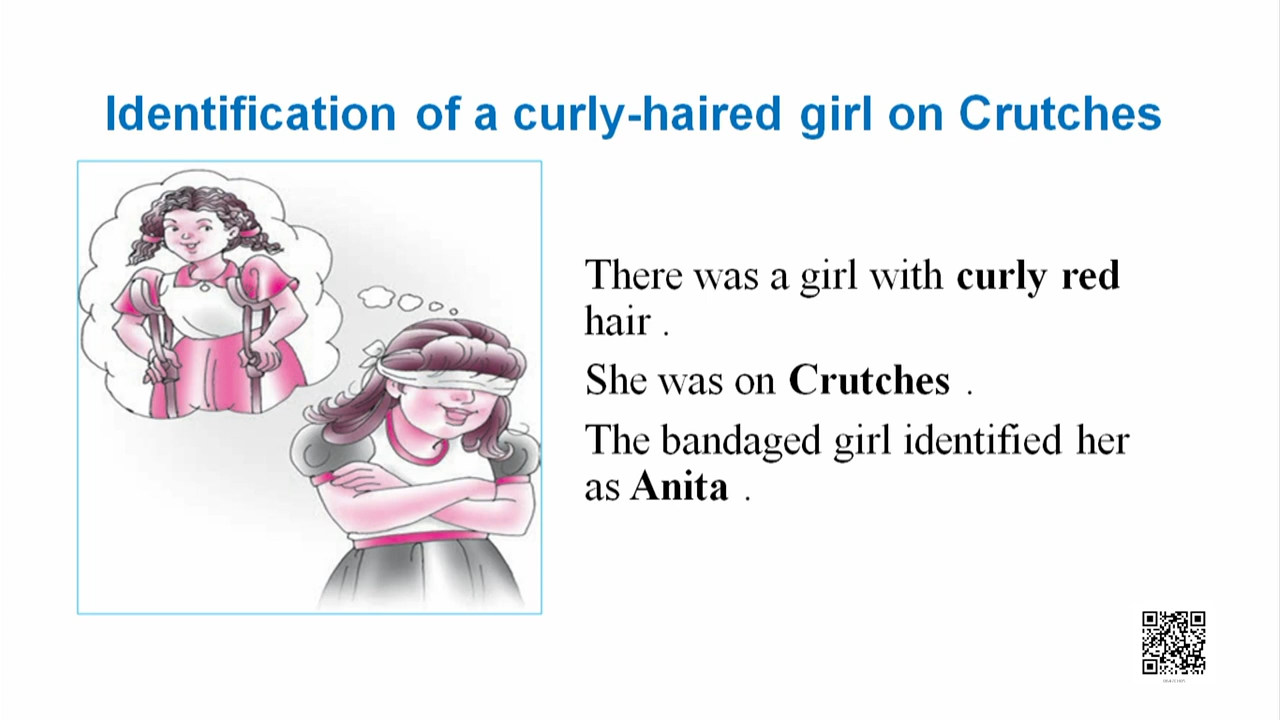 Identification of a curly-haired girl on Crutches
There was a girl with curly red
hair .
She was on Crutches .
The bandaged girl identified her
as Anita .